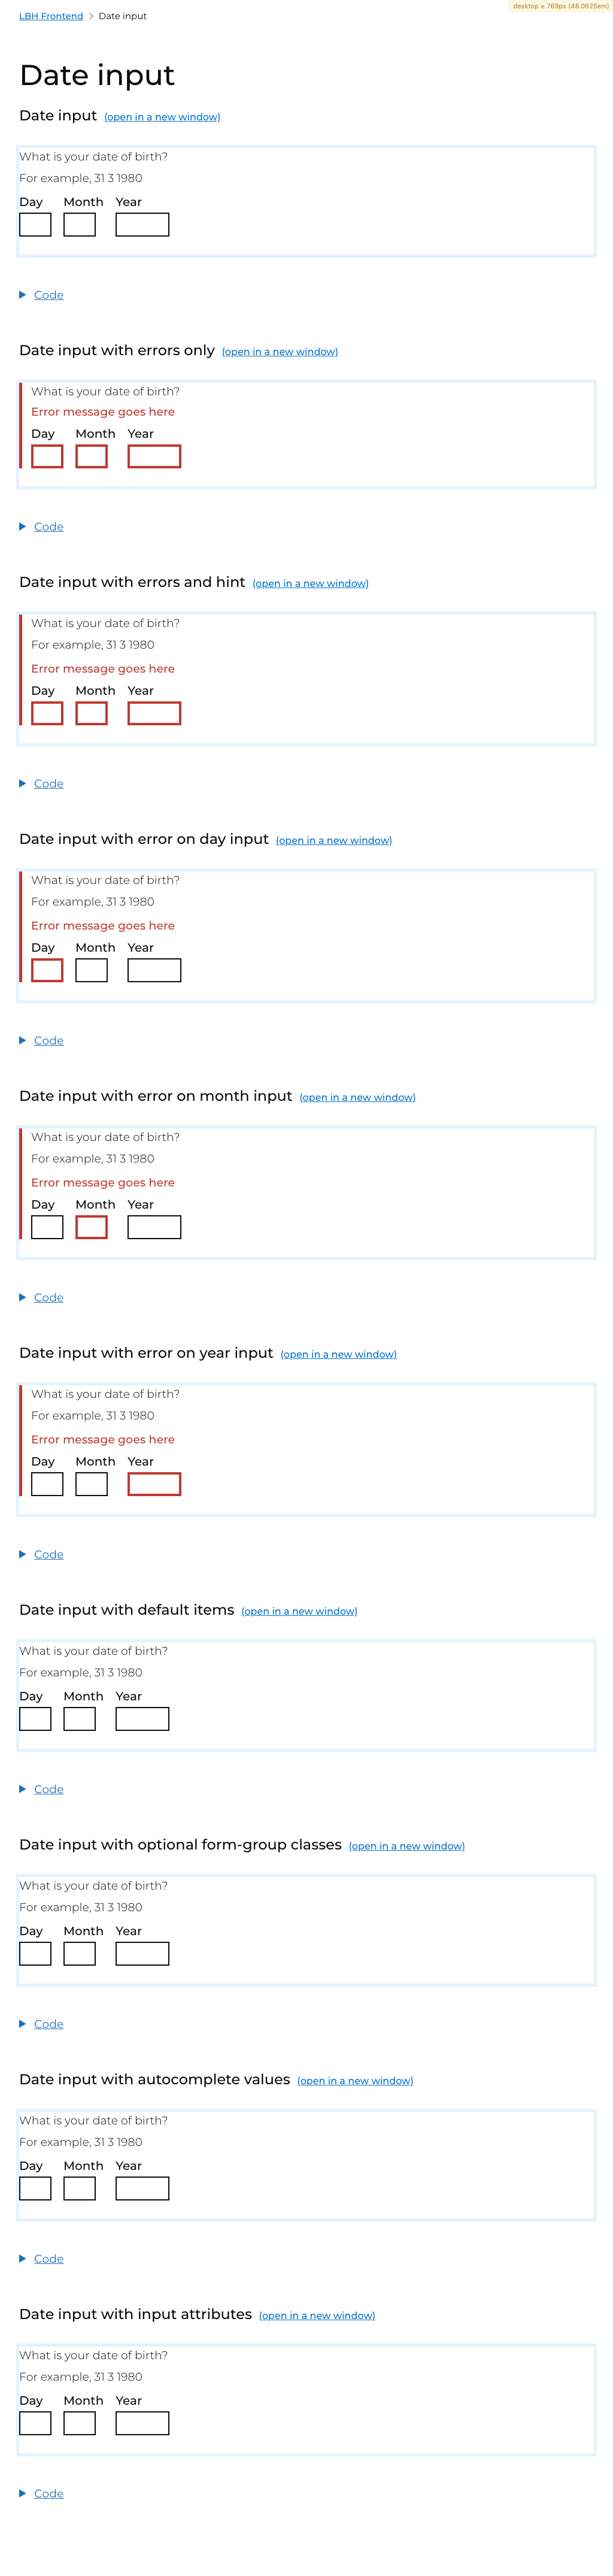 desktop ≥ 769px (48.0625em)
LBH Frontend > Date input
Date input
Date input (open in a new window)
What is your date of birth?
For example, 31 3 1980
Day Month Year
Code
Date input with errors only (open in a new window)
What is your date of birth?
Error message goes here
Day Month Year
Code
Date input with errors and hint (open in a new window)
What is your date of birth?
For example, 31 3 1980
Error message goes here
Day Month Year
Code
Date input with error on day input (open in a new window)
What is your date of birth?
For example, 31 3 1980
Error message goes here
Day Month Year
Code
Date input with error on month input (open in a new window)
What is your date of birth?
For example, 31 3 1980
Error message goes here
Day Month Year
Code
Date input with error on year input (open in a new window)
What is your date of birth?
For example, 31 3 1980
Error message goes here
Day Month Year
Code
Date input with default items (open in a new window)
What is your date of birth?
For example, 31 3 1980
Day Month Year
Code
Date input with optional form-group classes (open in a new window)
What is your date of birth?
For example, 31 3 1980
Day Month Year
Code
Date input with autocomplete values (open in a new window)
What is your date of birth?
For example, 31 3 1980
Day Month Year
Code
Date input with input attributes (open in a new window)
What is your date of birth?
For example, 31 3 1980
Day Month Year
Code